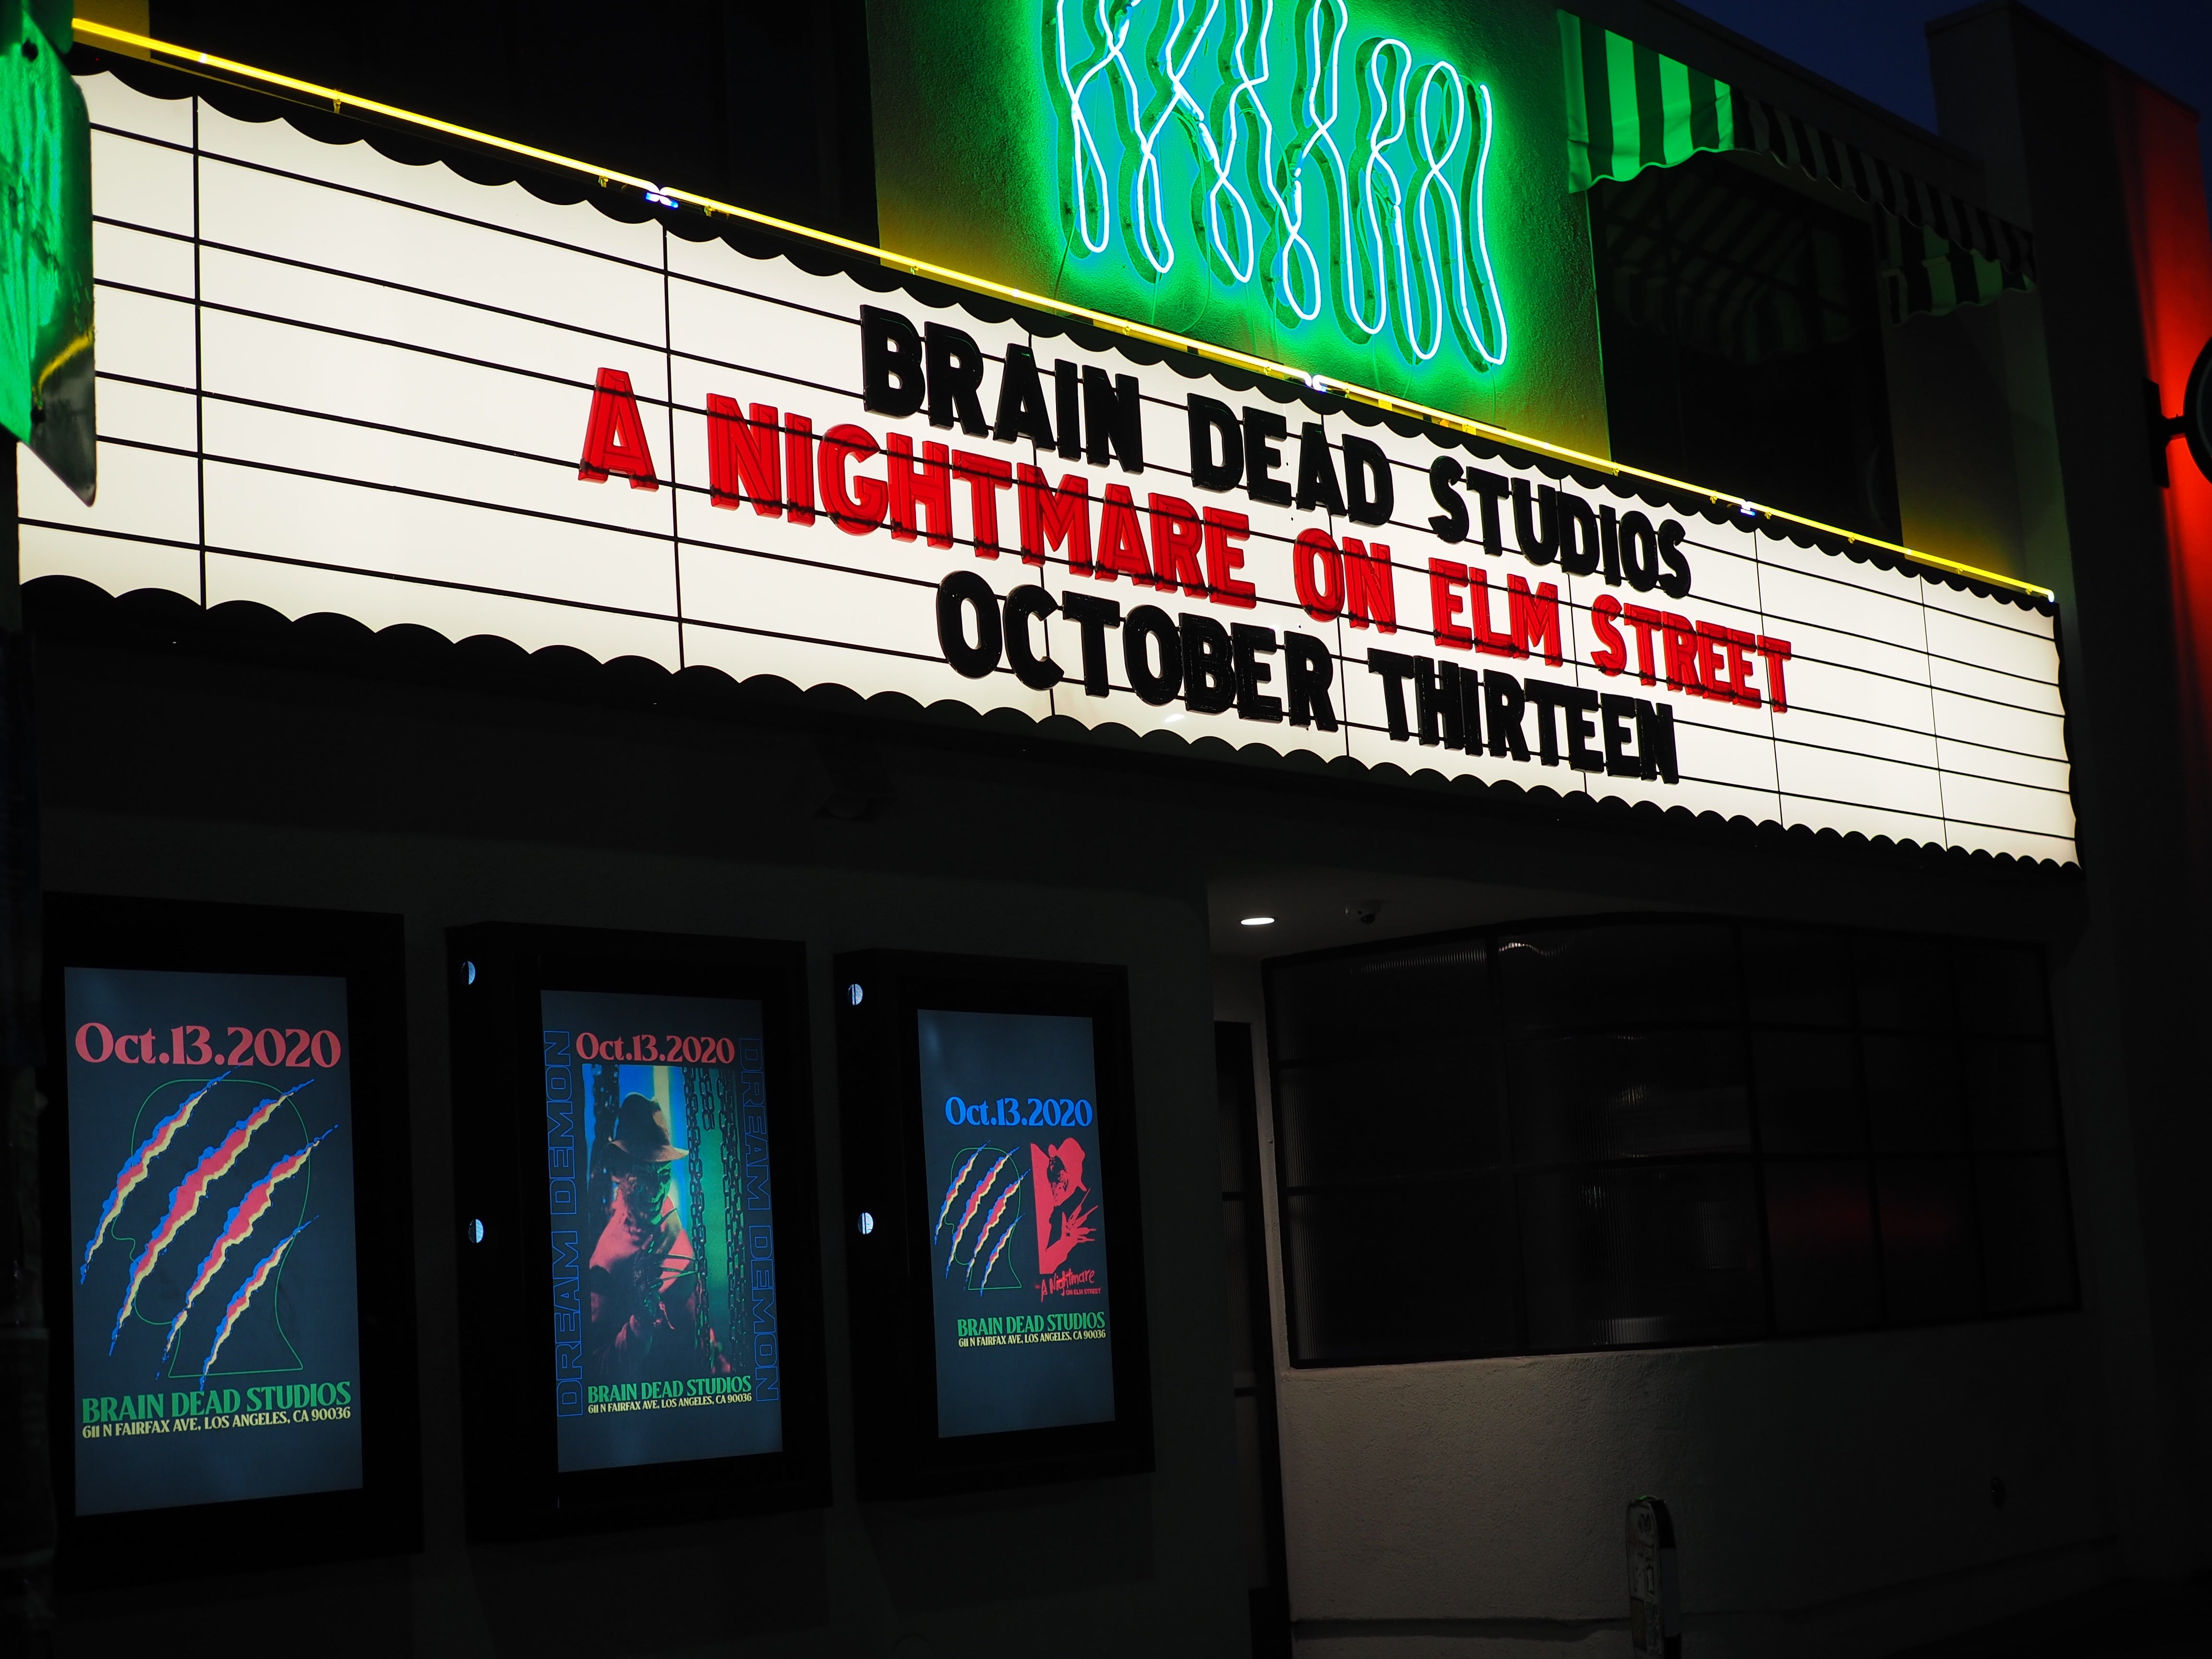 BRAIN DEAD STUDIOS
A NIGHTMARE ON ELM STREET
OCTOBER THIRTEEN
Oct.13.2020
BRAIN DEAD STUDIOS
611 N FAIRFAX AVE, LOS ANGELES, CA 90036
DREAM DEMON
Oct.13.2020
DREAM DEMON
BRAIN DEAD STUDIOS
611 N FAIRFAX AVE, LOS ANGELES, CA 90036
Oct.13.2020
A Nightmare
ON ELM STREET
BRAIN DEAD STUDIOS
611 N FAIRFAX AVE, LOS ANGELES, CA 90036